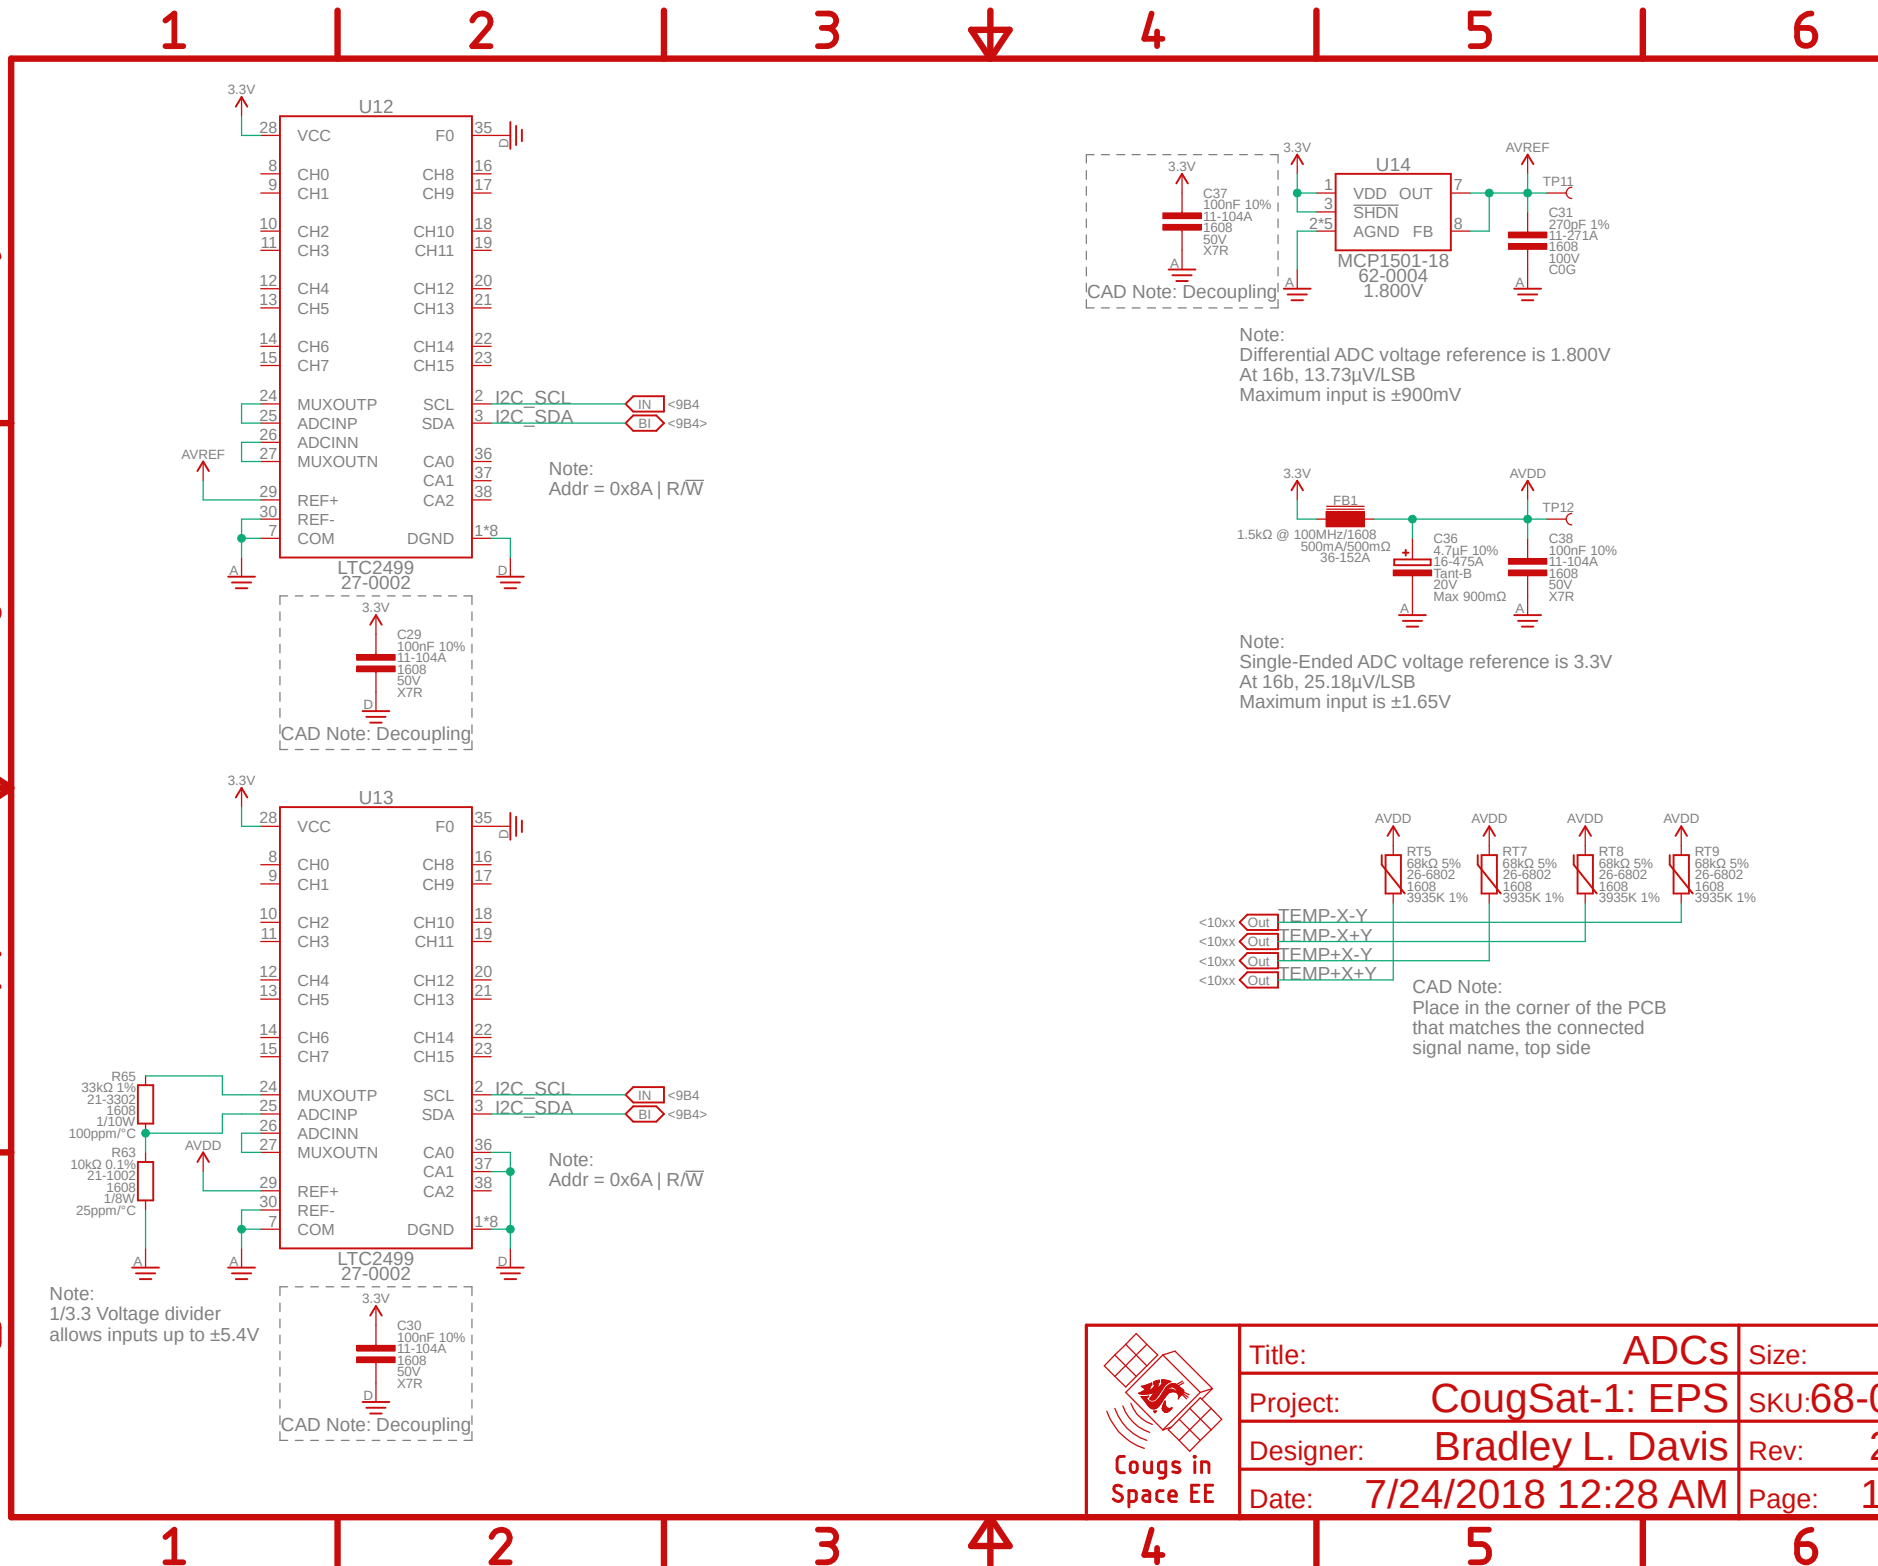 1 2 3 4 5 6
3.3V
U12
28 VCC F0 35
D
8 CH0 CH8 16
9 CH1 CH9 17
10 CH2 CH10 18
11 CH3 CH11 19
12 CH4 CH12 20
13 CH5 CH13 21
14 CH6 CH14 22
15 CH7 CH15 23
24 MUXOUTP SCL 2 I2C_SCL IN <9B4
25 ADCINP SDA 3 I2C_SDA BI <9B4>
26 ADCINN
27 MUXOUTN CA0 36
CA1 37
AVREF
29 REF+ CA2 38
30 REF-
7 COM DGND 1*8
A
D
LTC2499
27-0002
Note:
Addr = 0x8A | R/W
3.3V
C29
100nF 10%
11-104A
1608
50V
X7R
D
CAD Note: Decoupling
3.3V
U13
28 VCC F0 35
D
8 CH0 CH8 16
9 CH1 CH9 17
10 CH2 CH10 18
11 CH3 CH11 19
12 CH4 CH12 20
13 CH5 CH13 21
14 CH6 CH14 22
15 CH7 CH15 23
24 MUXOUTP SCL 2 I2C_SCL IN <9B4
25 ADCINP SDA 3 I2C_SDA BI <9B4>
26 ADCINN
27 MUXOUTN CA0 36
CA1 37
29 REF+ CA2 38
30 REF-
7 COM DGND 1*8
A
D
LTC2499
27-0002
R65
33kΩ 1%
21-3302
1608
1/10W
100ppm/°C
AVDD
R63
10kΩ 0.1%
21-1002
1608
1/8W
25ppm/°C
A
Note:
Addr = 0x6A | R/W
Note:
1/3.3 Voltage divider
allows inputs up to ±5.4V
3.3V
C30
100nF 10%
11-104A
1608
50V
X7R
D
CAD Note: Decoupling
3.3V
C37
100nF 10%
11-104A
1608
50V
X7R
A
CAD Note: Decoupling
3.3V
U14
1 VDD OUT 7
3 SHDN
2*5 AGND FB 8
MCP1501-18
62-0004
1.800V
A
AVREF
TP11
C31
270pF 1%
11-271A
1608
100V
C0G
A
Note:
Differential ADC voltage reference is 1.800V
At 16b, 13.73µV/LSB
Maximum input is ±900mV
3.3V
FB1
1.5kΩ @ 100MHz/1608
500mA/500mΩ
36-152A
AVDD
TP12
C36
4.7µF 10%
16-475A
Tant-B
20V
Max 900mΩ
A
C38
100nF 10%
11-104A
1608
50V
X7R
A
Note:
Single-Ended ADC voltage reference is 3.3V
At 16b, 25.18µV/LSB
Maximum input is ±1.65V
AVDD AVDD AVDD AVDD
RT5 RT7 RT8 RT9
68kΩ 5% 68kΩ 5% 68kΩ 5% 68kΩ 5%
26-6802 26-6802 26-6802 26-6802
1608 1608 1608 1608
3935K 1% 3935K 1% 3935K 1% 3935K 1%
<10xx Out TEMP-X-Y
<10xx Out TEMP-X+Y
<10xx Out TEMP+X-Y
<10xx Out TEMP+X+Y
CAD Note:
Place in the corner of the PCB
that matches the connected
signal name, top side
Cougs in
Space EE
Title: ADCs Size:
Project: CougSat-1: EPS SKU:68-0
Designer: Bradley L. Davis Rev: 2
Date: 7/24/2018 12:28 AM Page: 1
1 2 3 4 5 6